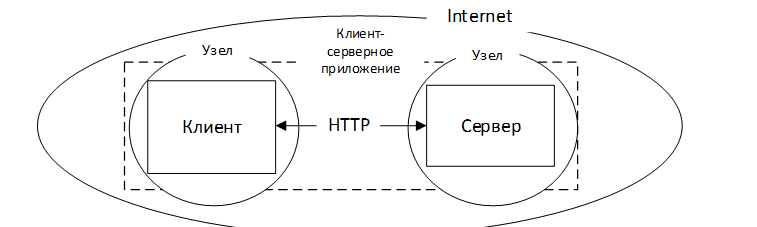 Internet
Клиент-
серверное
приложение
Узел
Узел
Клиент
HTTP
Сервер